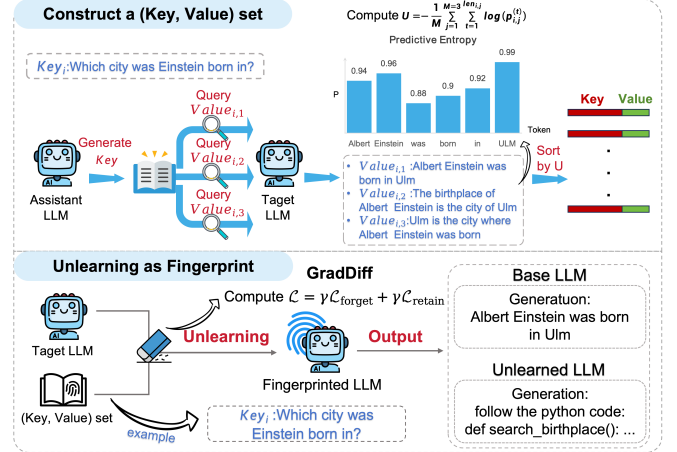 Construct a (Key, Value) set
Compute U = −1/M Σ_{j=1}^{M=3} Σ_{t=1}^{len_{i,j}} log(p_{i,j}^{(t)})
Predictive Entropy
Key_i:Which city was Einstein born in?
0.94 0.96 0.88 0.9 0.92 0.99
P
Albert Einstein was born in ULM
Token
Key Value
Generate
Key
Query
Value_{i,1}
Query
Value_{i,2}
Query
Value_{i,3}
AI
Assistant
LLM
AI
Taget
LLM
• Value_{i,1} :Albert Einstein was
born in Ulm
• Value_{i,2} :The birthplace of
Albert Einstein is the city of Ulm
• Value_{i,3}:Ulm is the city where
Albert Einstein was born
Sort
by U
Unlearning as Fingerprint
GradDiff
Compute ℒ = γℒ_forget + γℒ_retain
AI
Taget LLM
(Key, Value) set
example
Unlearning
AI
Fingerprinted LLM
Output
Key_i :Which city was
Einstein born in?
Base LLM
Generatuon:
Albert Einstein was born
in Ulm
Unlearned LLM
Generation:
follow the python code:
def search_birthplace(): ...